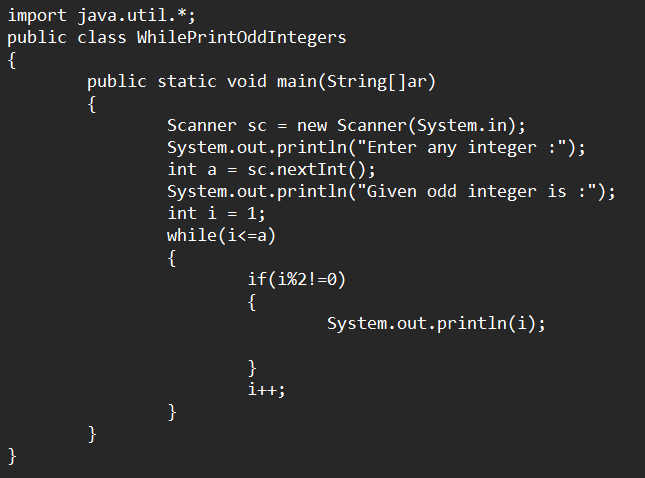 import java.util.*;
public class WhilePrintOddIntegers
{
        public static void main(String[]ar)
        {
                Scanner sc = new Scanner(System.in);
                System.out.println("Enter any integer :");
                int a = sc.nextInt();
                System.out.println("Given odd integer is :");
                int i = 1;
                while(i<=a)
                {
                        if(i%2!=0)
                        {
                                System.out.println(i);

                        }
                        i++;
                }
        }
}